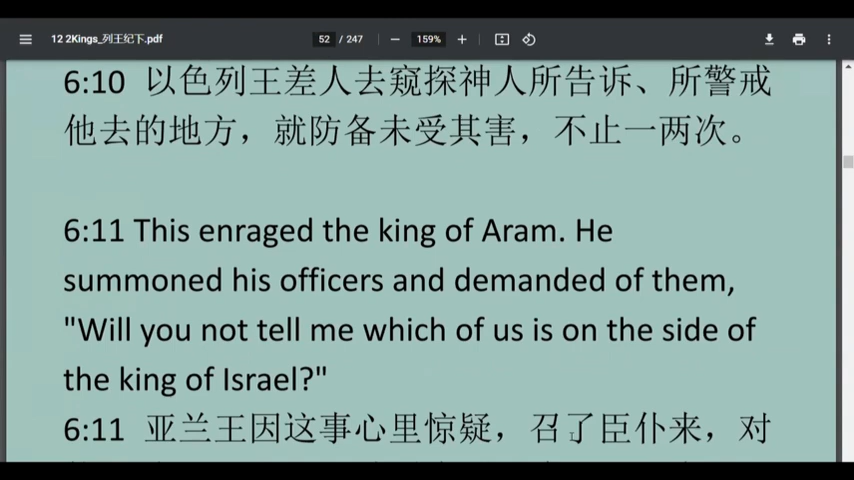 12 2Kings_列王纪下.pdf
52 / 247
159%
6:10 以色列王差人去窥探神人所告诉、所警戒
他去的地方，就防备未受其害，不止一两次。
6:11 This enraged the king of Aram. He
summoned his officers and demanded of them,
"Will you not tell me which of us is on the side of
the king of Israel?"
6:11 亚兰王因这事心里惊疑，召了臣仆来，对